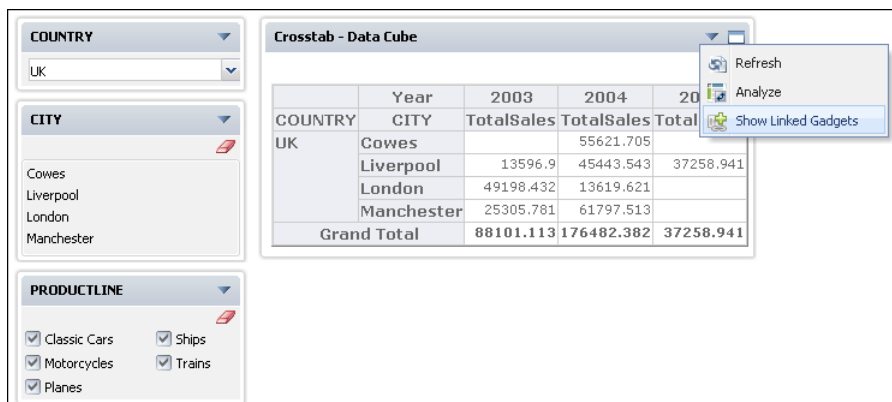 COUNTRY
UK
CITY
Cowes
Liverpool
London
Manchester
PRODUCTLINE
Classic Cars Ships
Motorcycles Trains
Planes
Crosstab - Data Cube
Year 2003 2004 20
COUNTRY CITY TotalSales TotalSales Total
UK Cowes 55621.705
Liverpool 13596.9 45443.543 37258.941
London 49198.432 13619.621
Manchester 25305.781 61797.513
Grand Total 88101.113 176482.382 37258.941
Refresh
Analyze
Show Linked Gadgets